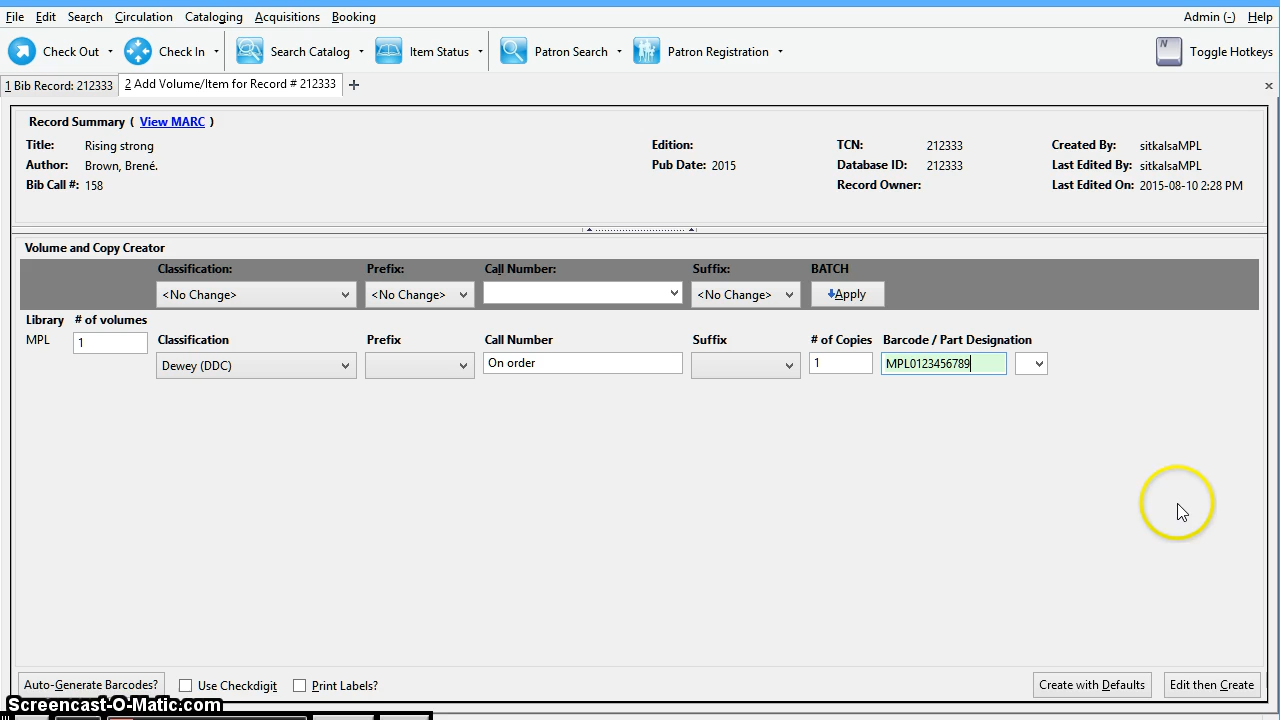 File Edit Search Circulation Cataloging Acquisitions Booking Admin (-) Help
Check Out Check In Search Catalog Item Status Patron Search Patron Registration N Toggle Hotkeys
1 Bib Record: 212333 2 Add Volume/Item for Record # 212333
Record Summary ( View MARC )
Title: Rising strong Edition: TCN: 212333 Created By: sitkalsaMPL
Author: Brown, Brené. Pub Date: 2015 Database ID: 212333 Last Edited By: sitkalsaMPL
Bib Call #: 158 Record Owner: Last Edited On: 2015-08-10 2:28 PM
Volume and Copy Creator
Classification: Prefix: Call Number: Suffix: BATCH
<No Change> <No Change> <No Change> Apply
Library # of volumes
MPL 1 Classification Prefix Call Number Suffix # of Copies Barcode / Part Designation
Dewey (DDC) On order 1 MPL0123456789
Auto-Generate Barcodes? Use Checkdigit Print Labels? Create with Defaults Edit then Create
Screencast-O-Matic.com